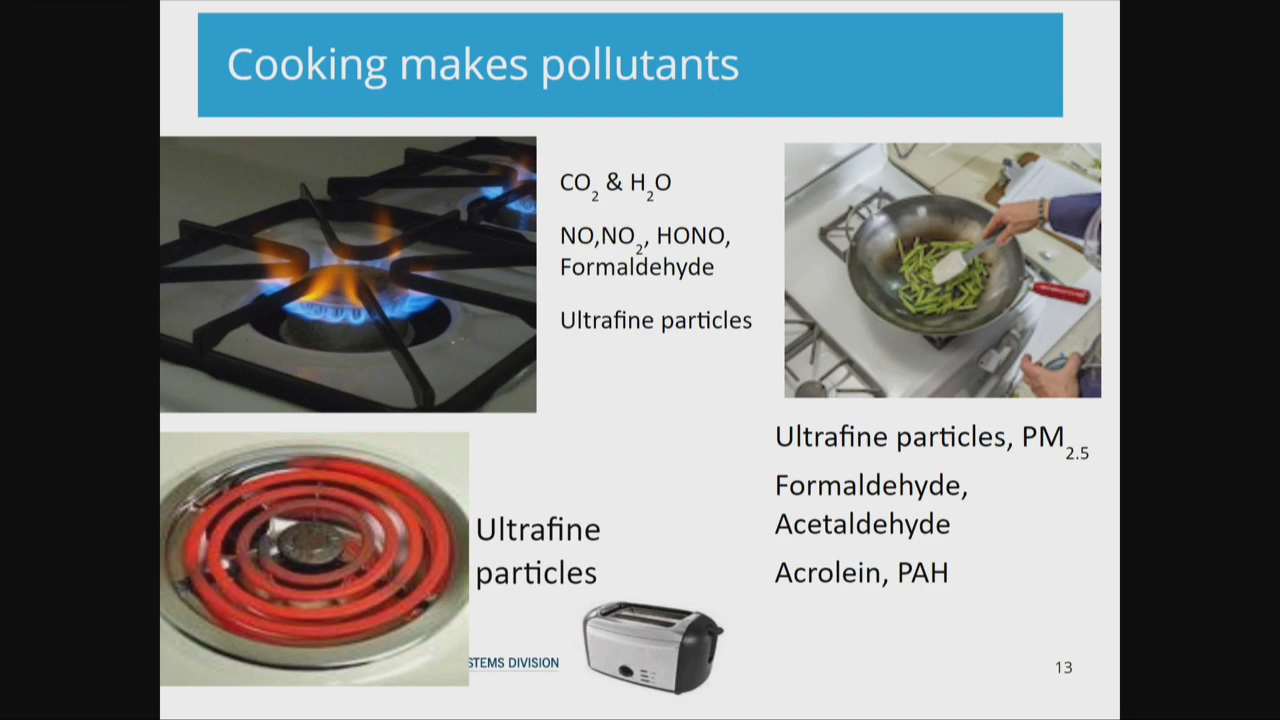 Cooking makes pollutants
CO₂ & H₂O
NO,NO₂, HONO,
Formaldehyde
Ultrafine particles
Ultrafine particles, PM₂.₅
Formaldehyde,
Acetaldehyde
Acrolein, PAH
Ultrafine
particles
STEMS DIVISION
13